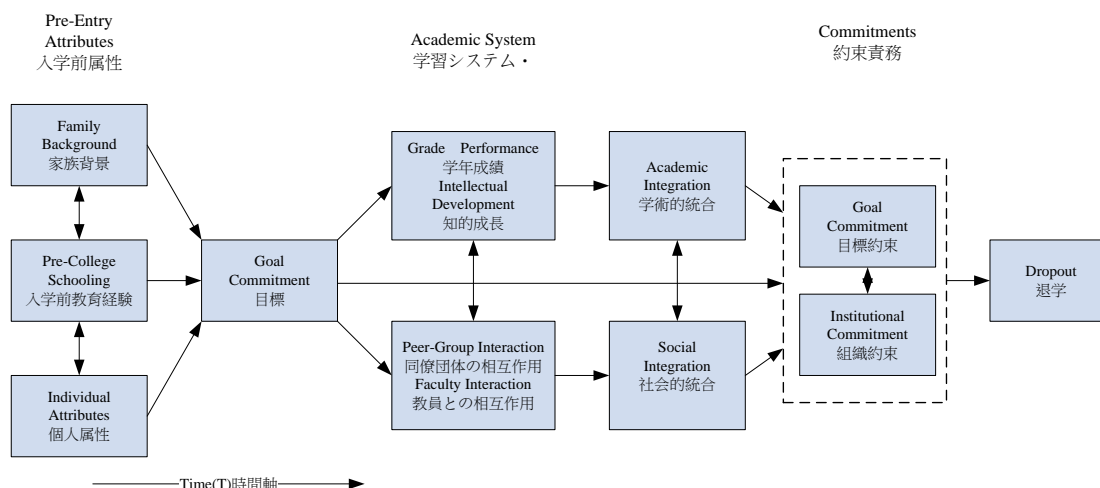 Pre-Entry
Attributes
入学前属性
Academic System
学習システム・
Commitments
約束責務
Family
Background
家族背景
Pre-College
Schooling
入学前教育経験
Individual
Attributes
個人属性
Goal
Commitment
目標
Grade Performance
学年成績
Intellectual
Development
知的成長
Peer-Group Interaction
同僚団体の相互作用
Faculty Interaction
教員との相互作用
Academic
Integration
学術的統合
Social
Integration
社会的統合
Goal
Commitment
目標約束
Institutional
Commitment
組織約束
Dropout
退学
Time(T)時間軸